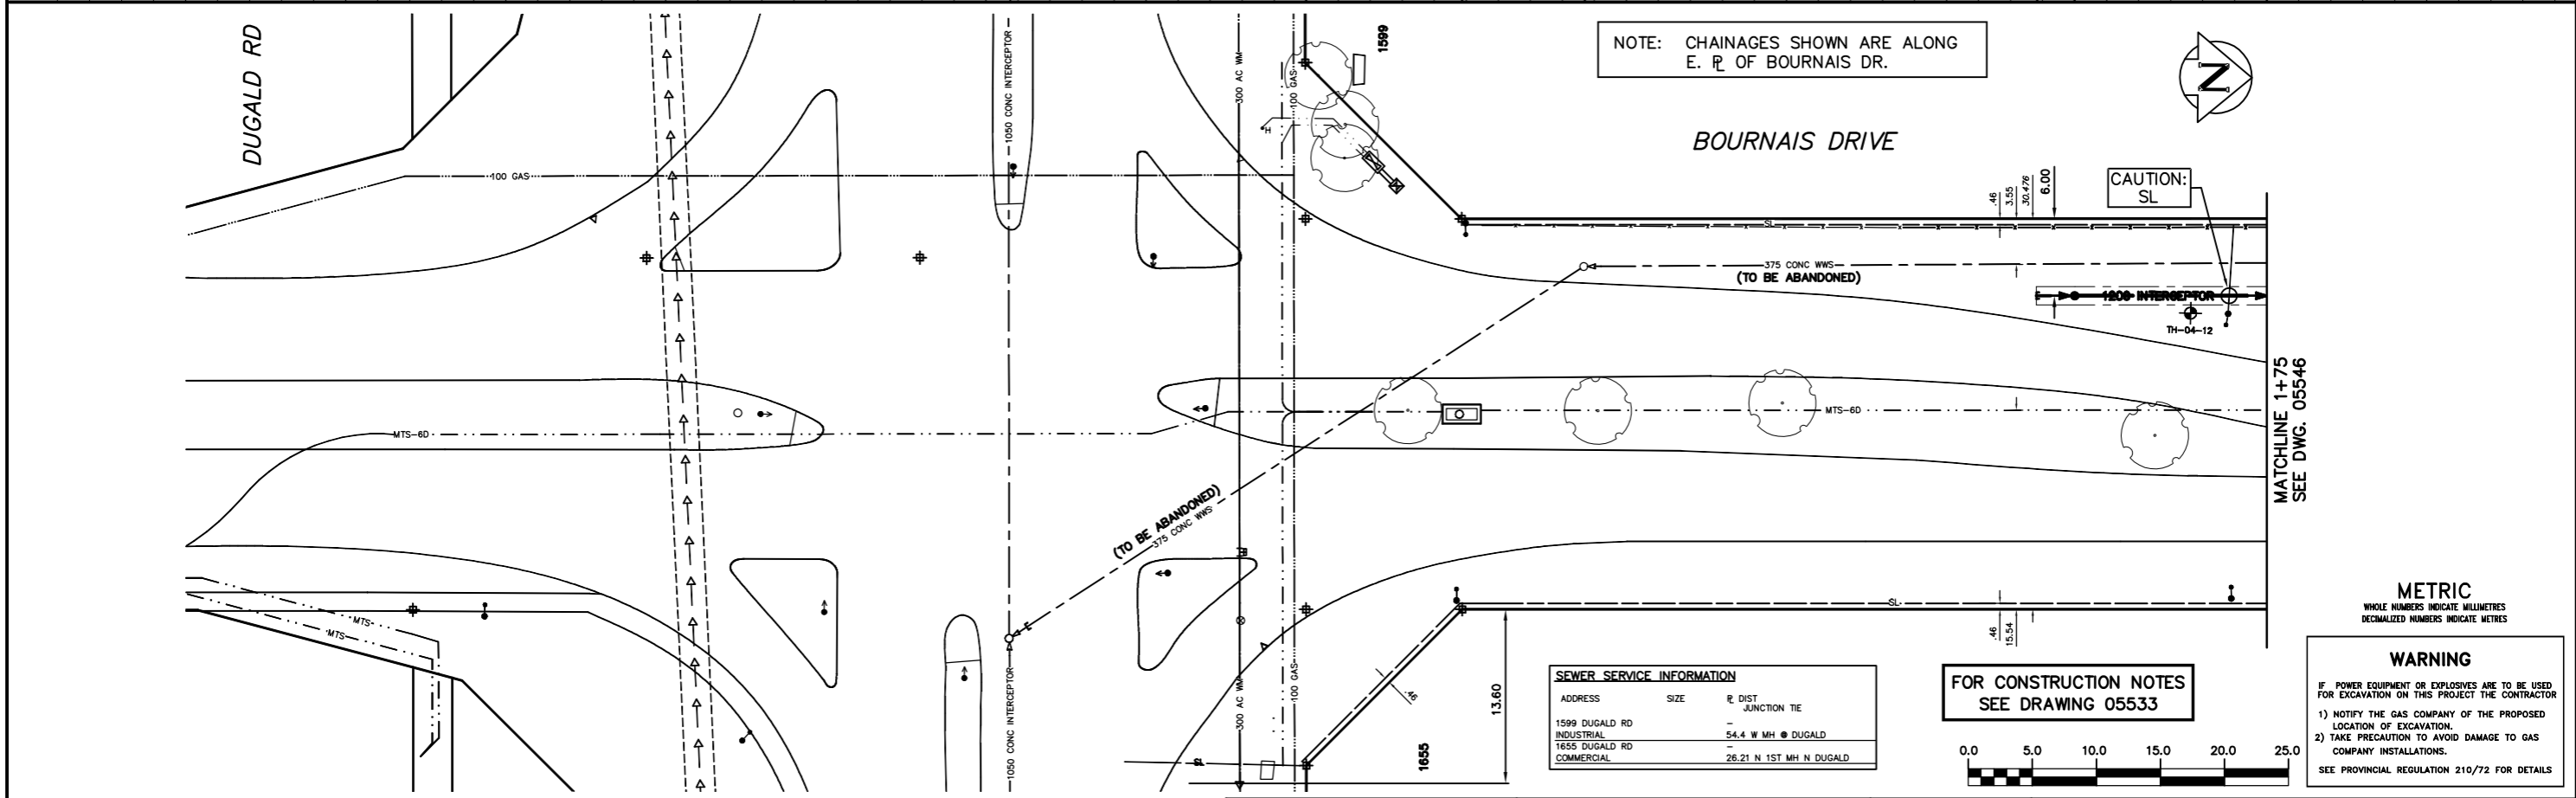 DUGALD RD
1050 CONC INTERCEPTOR
300 AC WM
100 GAS
1599
NOTE: CHAINAGES SHOWN ARE ALONG
E. ⅊ OF BOURNAIS DR.
N
BOURNAIS DRIVE
100 GAS
H
CAUTION:
SL
.46
3.55
30.476
6.00
SL
375 CONC WWS
(TO BE ABANDONED)
1200 INTERCEPTOR
TH-04-12
MATCHLINE 1+75
SEE DWG. 05546
MTS-6D
MTS-6D
(TO BE ABANDONED)
375 CONC WWS
MTS
MTS
SL
.46
15.54
.46
13.60
1655
SL
1050 CONC INTERCEPTOR
300 AC WM
100 GAS
SEWER SERVICE INFORMATION
ADDRESS SIZE ⅊ DIST
JUNCTION TIE
1599 DUGALD RD –
INDUSTRIAL 54.4 W MH @ DUGALD
1655 DUGALD RD –
COMMERCIAL 26.21 N 1ST MH N DUGALD
FOR CONSTRUCTION NOTES
SEE DRAWING 05533
0.0 5.0 10.0 15.0 20.0 25.0
METRIC
WHOLE NUMBERS INDICATE MILLIMETRES
DECIMALIZED NUMBERS INDICATE METRES
WARNING
IF POWER EQUIPMENT OR EXPLOSIVES ARE TO BE USED
FOR EXCAVATION ON THIS PROJECT THE CONTRACTOR
1) NOTIFY THE GAS COMPANY OF THE PROPOSED
LOCATION OF EXCAVATION.
2) TAKE PRECAUTION TO AVOID DAMAGE TO GAS
COMPANY INSTALLATIONS.
SEE PROVINCIAL REGULATION 210/72 FOR DETAILS